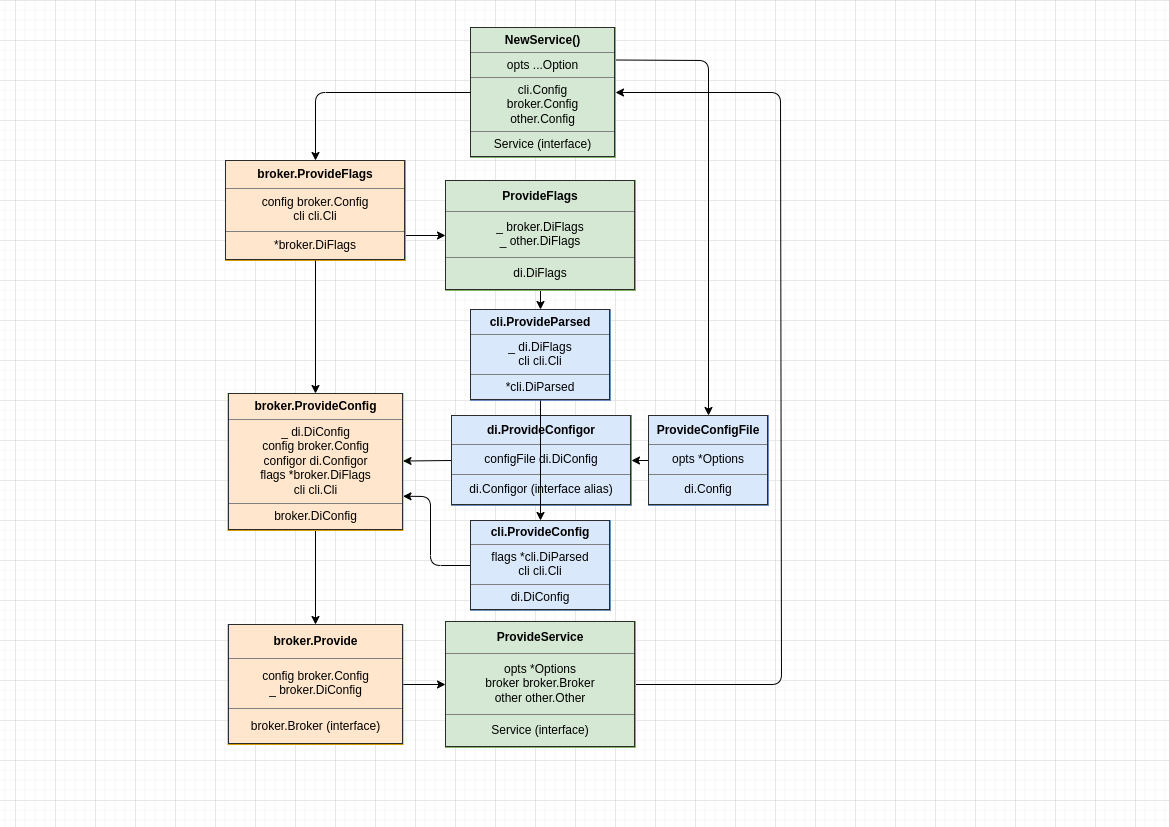 NewService()
opts ...Option
cli.Config
broker.Config
other.Config
Service (interface)
broker.ProvideFlags
config broker.Config
cli cli.Cli
*broker.DiFlags
ProvideFlags
_ broker.DiFlags
_ other.DiFlags
di.DiFlags
cli.ProvideParsed
_ di.DiFlags
cli cli.Cli
*cli.DiParsed
broker.ProvideConfig
_ di.DiConfig
config broker.Config
configor di.Configor
flags *broker.DiFlags
cli cli.Cli
broker.DiConfig
di.ProvideConfigor
configFile di.DiConfig
di.Configor (interface alias)
ProvideConfigFile
opts *Options
di.Config
cli.ProvideConfig
flags *cli.DiParsed
cli cli.Cli
di.DiConfig
broker.Provide
config broker.Config
_ broker.DiConfig
broker.Broker (interface)
ProvideService
opts *Options
broker broker.Broker
other other.Other
Service (interface)